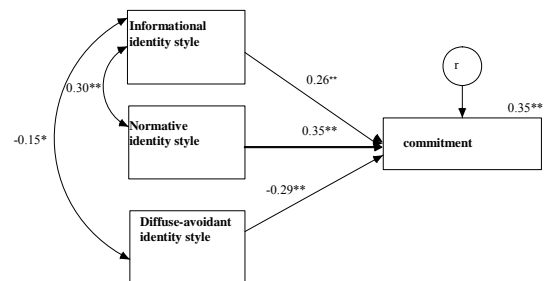 Informational
identity style
0.30**
0.26**
r
0.35**
Normative
identity style
0.35**
-0.15*
commitment
-0.29**
Diffuse-avoidant
identity style